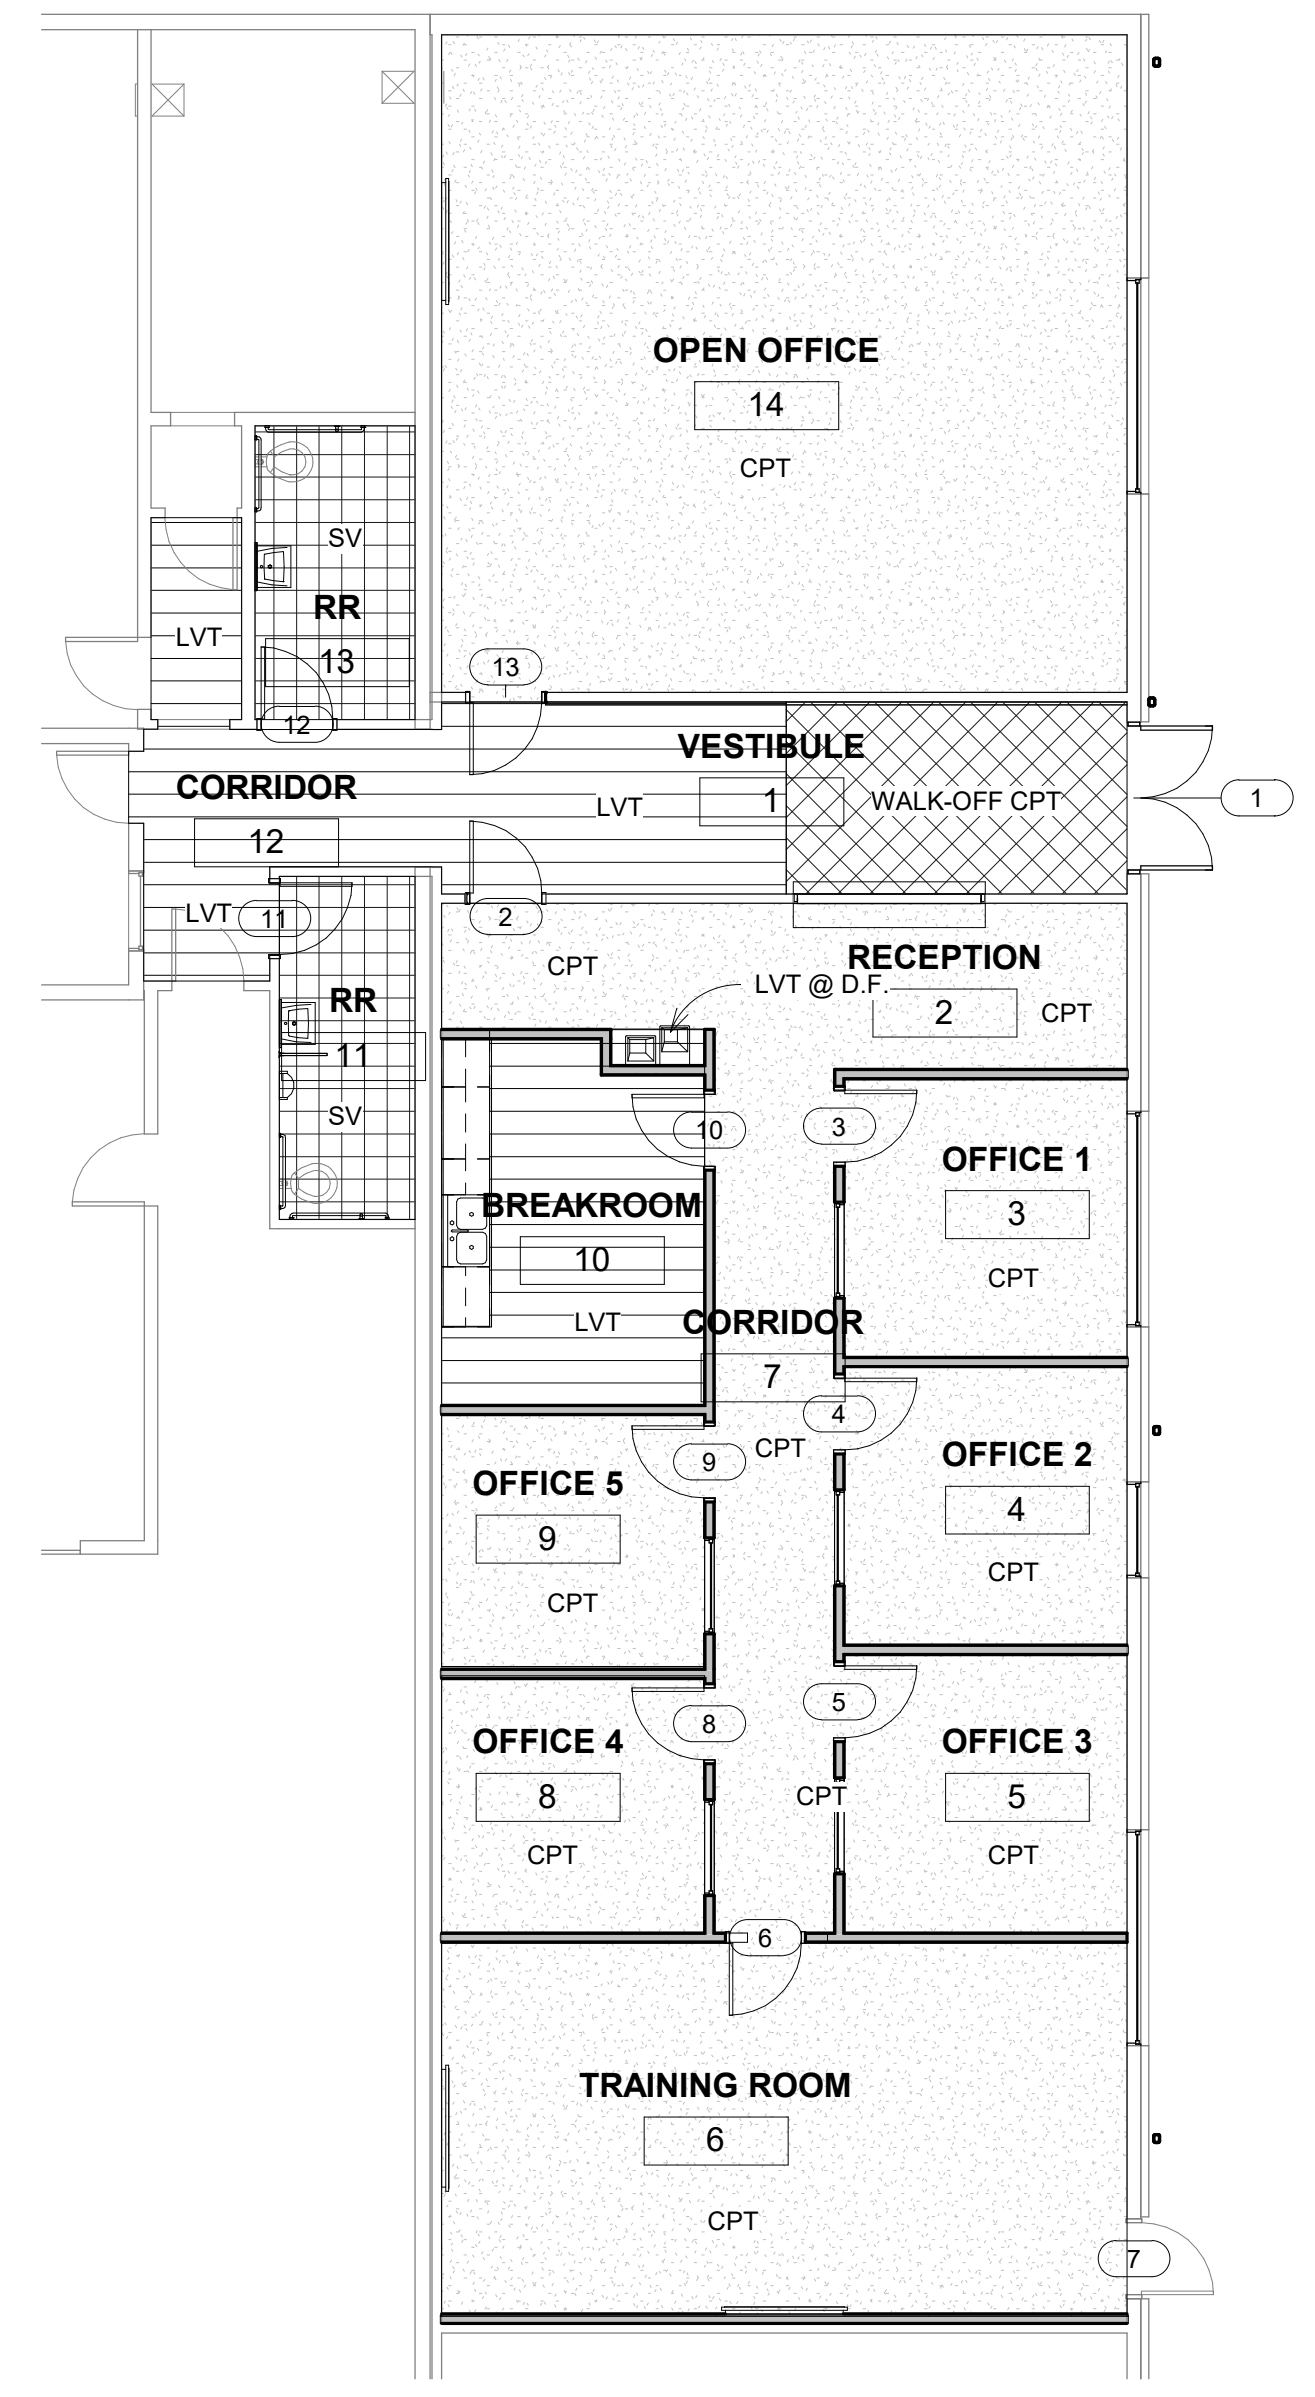 OPEN OFFICE
14
CPT
SV
RR
13
LVT
12
13
VESTIBULE
1
LVT
WALK-OFF CPT
1
CORRIDOR
12
LVT
11
2
CPT
RECEPTION
2
CPT
LVT @ D.F.
RR
11
SV
10
3
OFFICE 1
3
CPT
BREAKROOM
10
LVT
CORRIDOR
7
CPT
4
OFFICE 2
4
CPT
9
OFFICE 5
9
CPT
8
5
OFFICE 4
8
CPT
CPT
OFFICE 3
5
CPT
6
TRAINING ROOM
6
CPT
7